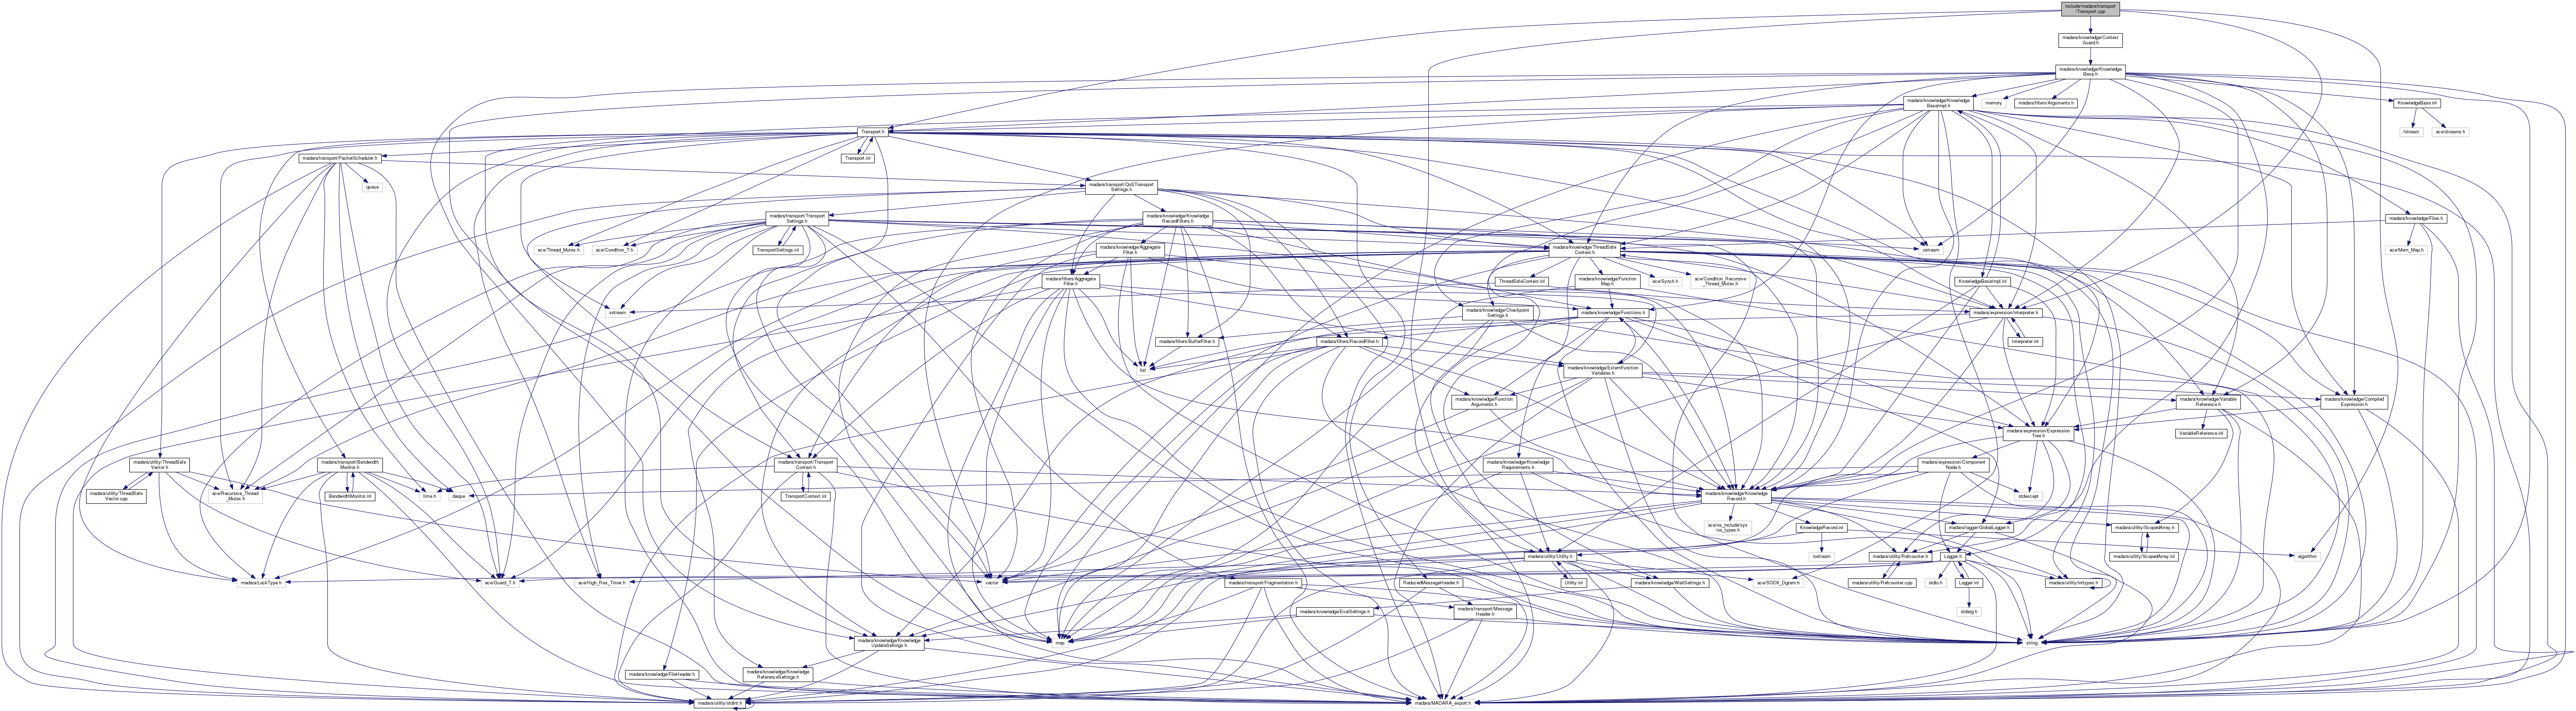 include/madara/transport
/Transport.cpp
madara/knowledge/Context
Guard.h
madara/knowledge/Knowledge
Base.h
madara/knowledge/Knowledge
BaseImpl.h
memory
madara/filters/Arguments.h
KnowledgeBase.inl
fstream
ace/streams.h
Transport.h
Transport.inl
madara/transport/PacketScheduler.h
queue
madara/transport/QoSTransport
Settings.h
madara/transport/Transport
Settings.h
madara/knowledge/Knowledge
RecordFilters.h
madara/knowledge/Files.h
ace/Thread_Mutex.h
ace/Condition_T.h
TransportSettings.inl
madara/knowledge/Aggregate
Filter.h
madara/knowledge/ThreadSafe
Context.h
ostream
ace/Mem_Map.h
madara/filters/Aggregate
Filter.h
ThreadSafeContext.inl
madara/knowledge/Function
Map.h
ace/Synch.h
ace/Condition_Recursive
_Thread_Mutex.h
KnowledgeBaseImpl.inl
sstream
madara/knowledge/Checkpoint
Settings.h
madara/knowledge/Functions.h
madara/expression/Interpreter.h
madara/filters/BufferFilter.h
madara/filters/RecordFilter.h
Interpreter.inl
list
madara/knowledge/ExternFunction
Variables.h
madara/knowledge/Function
Arguments.h
madara/knowledge/Variable
Reference.h
madara/knowledge/Compiled
Expression.h
madara/expression/Expression
Tree.h
VariableReference.inl
madara/utility/ThreadSafe
Vector.h
madara/transport/Bandwidth
Monitor.h
madara/transport/Transport
Context.h
madara/knowledge/Knowledge
Requirements.h
madara/expression/Component
Node.h
madara/utility/ThreadSafe
Vector.cpp
ace/Recursive_Thread
_Mutex.h
BandwidthMonitor.inl
time.h
deque
TransportContext.inl
madara/knowledge/Knowledge
Record.h
stdexcept
ace/os_include/sys
/os_types.h
KnowledgeRecord.inl
madara/logger/GlobalLogger.h
madara/utility/ScopedArray.h
iostream
madara/utility/Utility.h
madara/utility/Refcounter.h
Logger.h
madara/utility/ScopedArray.inl
algorithm
madara/LockType.h
ace/Guard_T.h
ace/High_Res_Timer.h
vector
madara/transport/Fragmentation.h
ReducedMessageHeader.h
Utility.inl
madara/knowledge/WaitSettings.h
ace/SOCK_Dgram.h
madara/utility/Refcounter.cpp
stdio.h
Logger.inl
madara/utility/Inttypes.h
madara/transport/Message
Header.h
madara/knowledge/EvalSettings.h
stdarg.h
madara/knowledge/Knowledge
UpdateSettings.h
map
string
madara/knowledge/FileHeader.h
madara/knowledge/Knowledge
ReferenceSettings.h
madara/utility/stdint.h
madara/MADARA_export.h